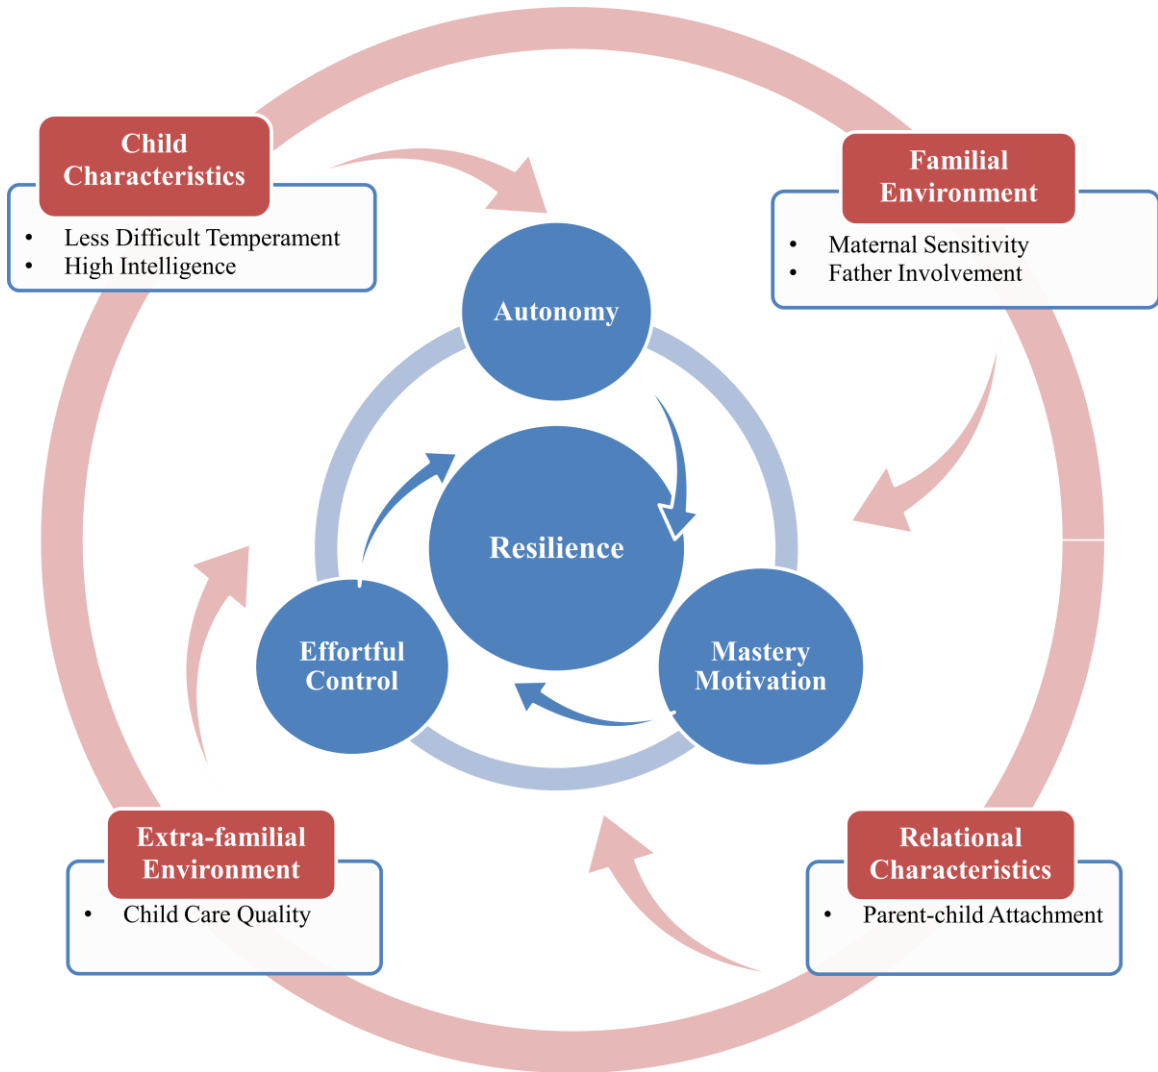 Child
Characteristics
• Less Difficult Temperament
• High Intelligence
Familial
Environment
• Maternal Sensitivity
• Father Involvement
Autonomy
Resilience
Effortful
Control
Mastery
Motivation
Extra-familial
Environment
• Child Care Quality
Relational
Characteristics
• Parent-child Attachment